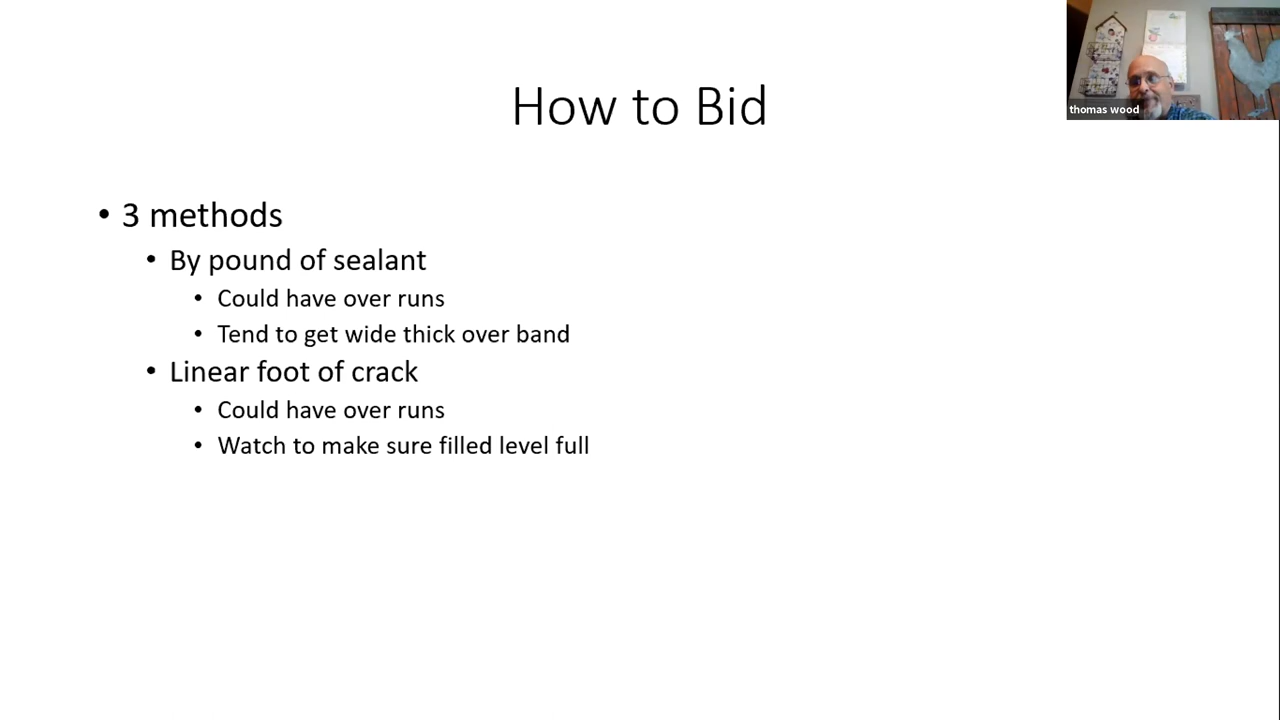 How to Bid
thomas wood
• 3 methods
• By pound of sealant
• Could have over runs
• Tend to get wide thick over band
• Linear foot of crack
• Could have over runs
• Watch to make sure filled level full